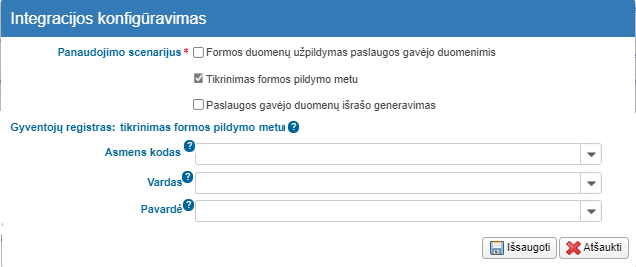 Integracijos konfigūravimas
Panaudojimo scenarijus * Formos duomenų užpildymas paslaugos gavėjo duomenimis
Tikrinimas formos pildymo metu
Paslaugos gavėjo duomenų išrašo generavimas
Gyventojų registras: tikrinimas formos pildymo metu ?
Asmens kodas ?
Vardas ?
Pavardė ?
Išsaugoti Atšaukti